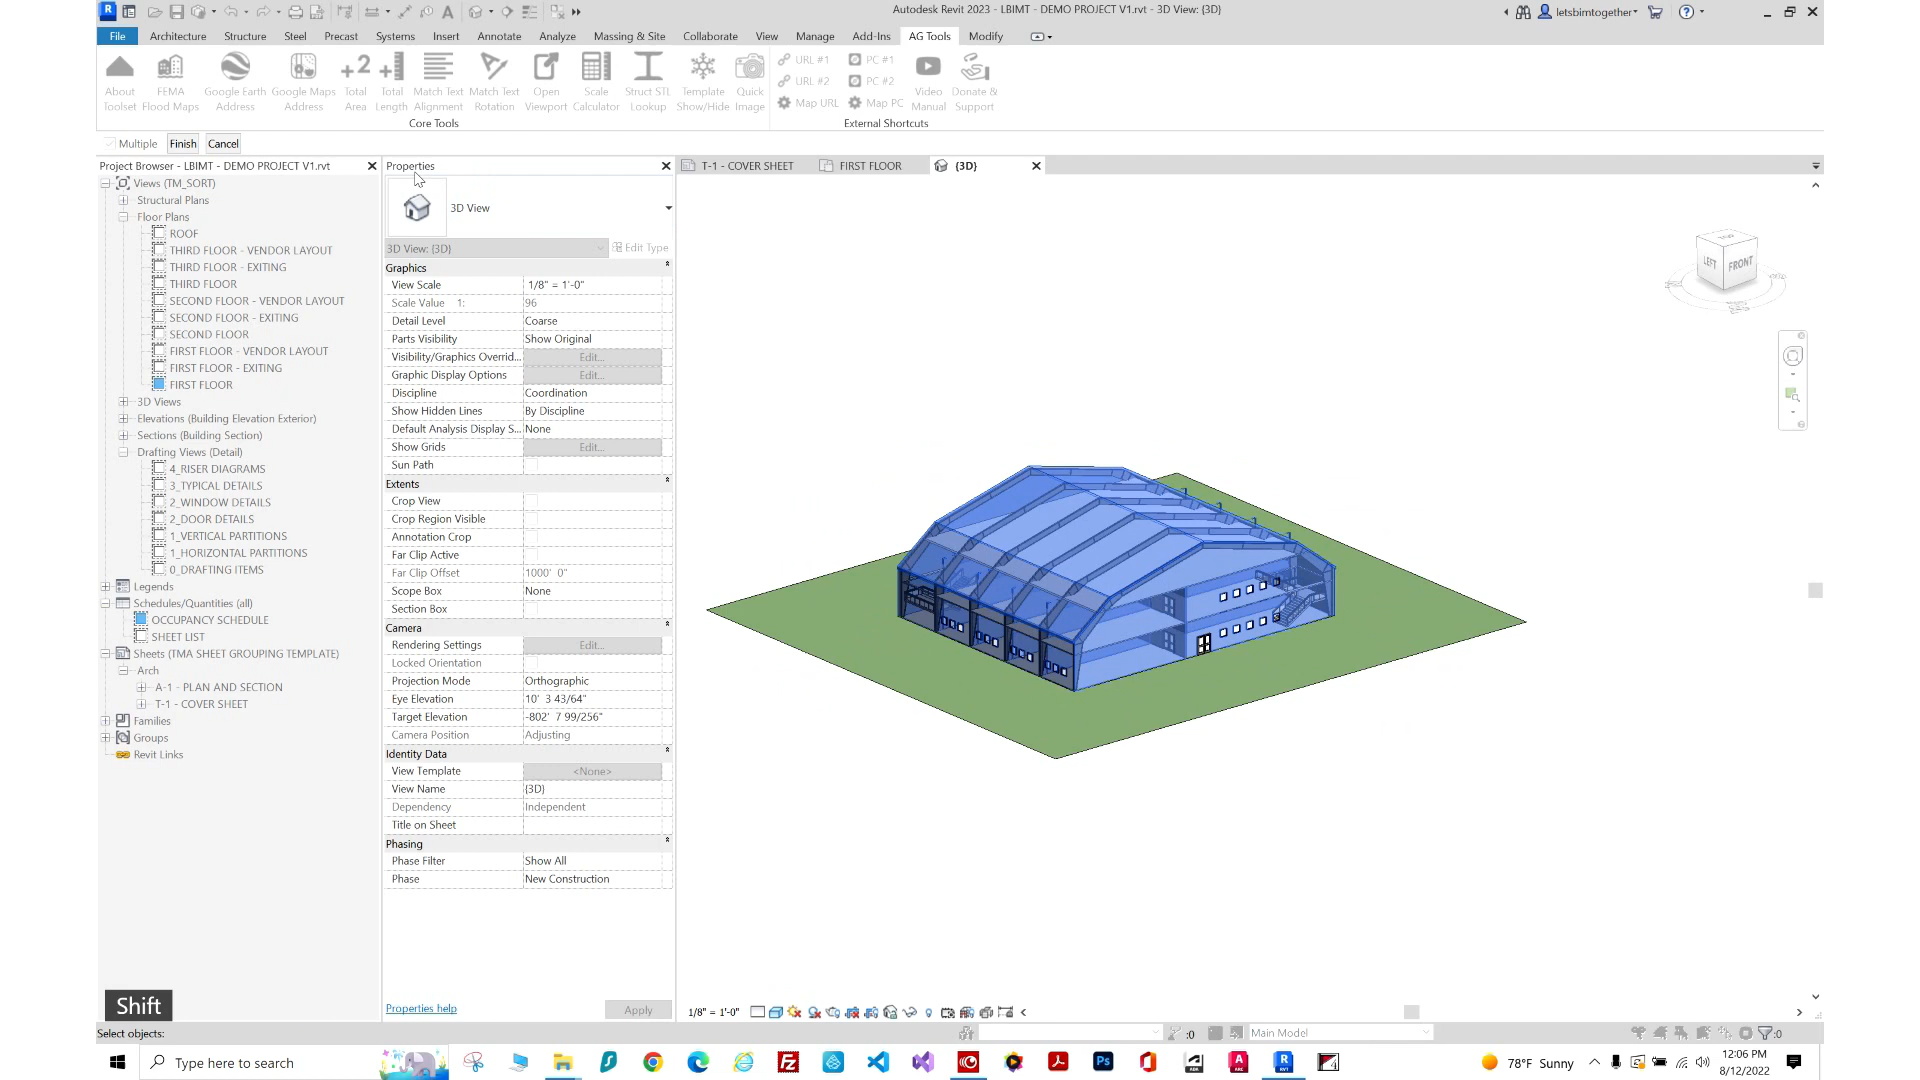 Autodesk Revit 2023 - LBIMT - DEMO PROJECT V1.rvt - 3D View: {3D}
letsbimtogether
File Architecture Structure Steel Precast Systems Insert Annotate Analyze Massing & Site Collaborate View Manage Add-Ins AG Tools Modify
About Toolset
FEMA Flood Maps
Google Earth Address
Google Maps Address
Total Area
Total Length
Match Text Alignment
Match Text Rotation
Open Viewport
Scale Calculator
Struct STL Lookup
Template Show/Hide
Quick Image
URL #1
URL #2
Map URL
PC #1
PC #2
Map PC
Video Manual
Donate & Support
Core Tools
External Shortcuts
Multiple Finish Cancel
Project Browser - LBIMT - DEMO PROJECT V1.rvt
Views (TM_SORT)
Structural Plans
Floor Plans
ROOF
THIRD FLOOR - VENDOR LAYOUT
THIRD FLOOR - EXITING
THIRD FLOOR
SECOND FLOOR - VENDOR LAYOUT
SECOND FLOOR - EXITING
SECOND FLOOR
FIRST FLOOR - VENDOR LAYOUT
FIRST FLOOR - EXITING
FIRST FLOOR
3D Views
Elevations (Building Elevation Exterior)
Sections (Building Section)
Drafting Views (Detail)
4_RISER DIAGRAMS
3_TYPICAL DETAILS
2_WINDOW DETAILS
2_DOOR DETAILS
1_VERTICAL PARTITIONS
1_HORIZONTAL PARTITIONS
0_DRAFTING ITEMS
Legends
Schedules/Quantities (all)
OCCUPANCY SCHEDULE
SHEET LIST
Sheets (TMA SHEET GROUPING TEMPLATE)
Arch
A-1 - PLAN AND SECTION
T-1 - COVER SHEET
Families
Groups
Revit Links
Shift
Select objects:
Properties
3D View
3D View: {3D} Edit Type
Graphics
View Scale 1/8" = 1'-0"
Scale Value 1: 96
Detail Level Coarse
Parts Visibility Show Original
Visibility/Graphics Overrid... Edit...
Graphic Display Options Edit...
Discipline Coordination
Show Hidden Lines By Discipline
Default Analysis Display S... None
Show Grids Edit...
Sun Path
Extents
Crop View
Crop Region Visible
Annotation Crop
Far Clip Active
Far Clip Offset 1000' 0"
Scope Box None
Section Box
Camera
Rendering Settings Edit...
Locked Orientation
Projection Mode Orthographic
Eye Elevation 10' 3 43/64"
Target Elevation -802' 7 99/256"
Camera Position Adjusting
Identity Data
View Template <None>
View Name {3D}
Dependency Independent
Title on Sheet
Phasing
Phase Filter Show All
Phase New Construction
Properties help Apply
T-1 - COVER SHEET FIRST FLOOR {3D}
LEFT FRONT
1/8" = 1'-0"
:0 Main Model :0
Type here to search
78°F Sunny
12:06 PM
8/12/2022